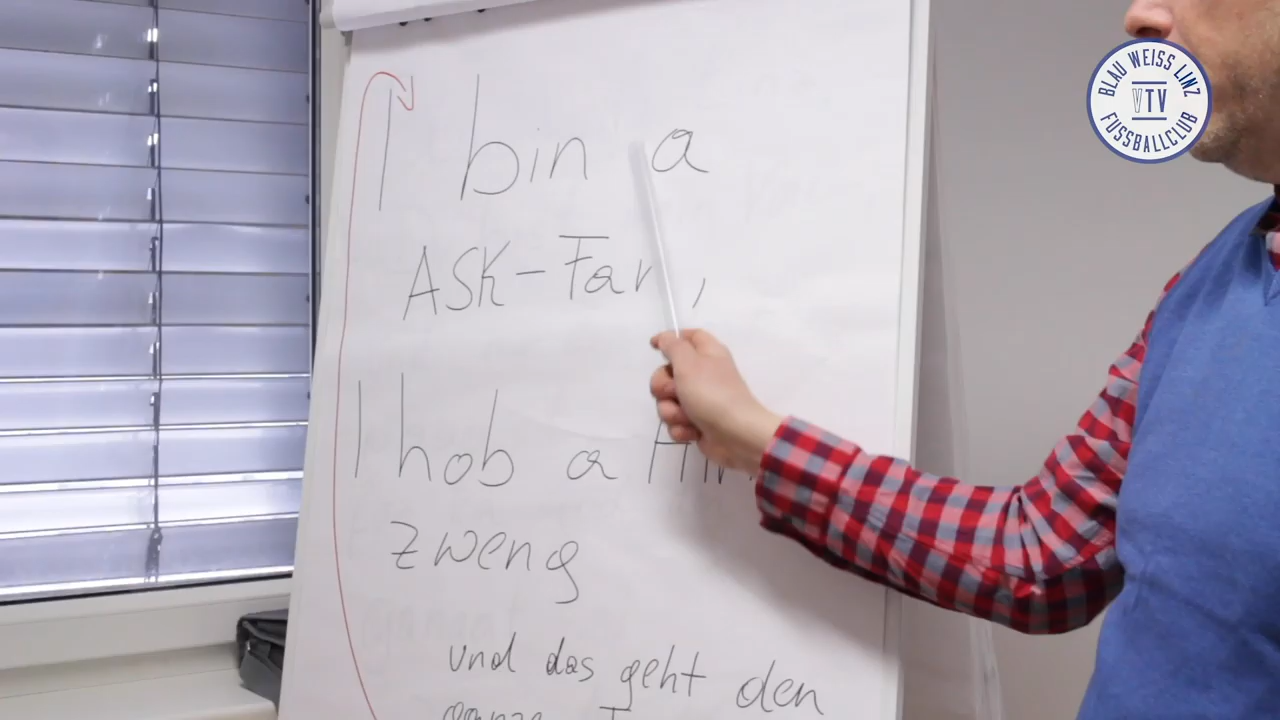 BLAU WEISS LINZ
VTV
FUSSBALLCLUB
I bin a
ASK-Fan,
I hob a
zweng
und das geht den